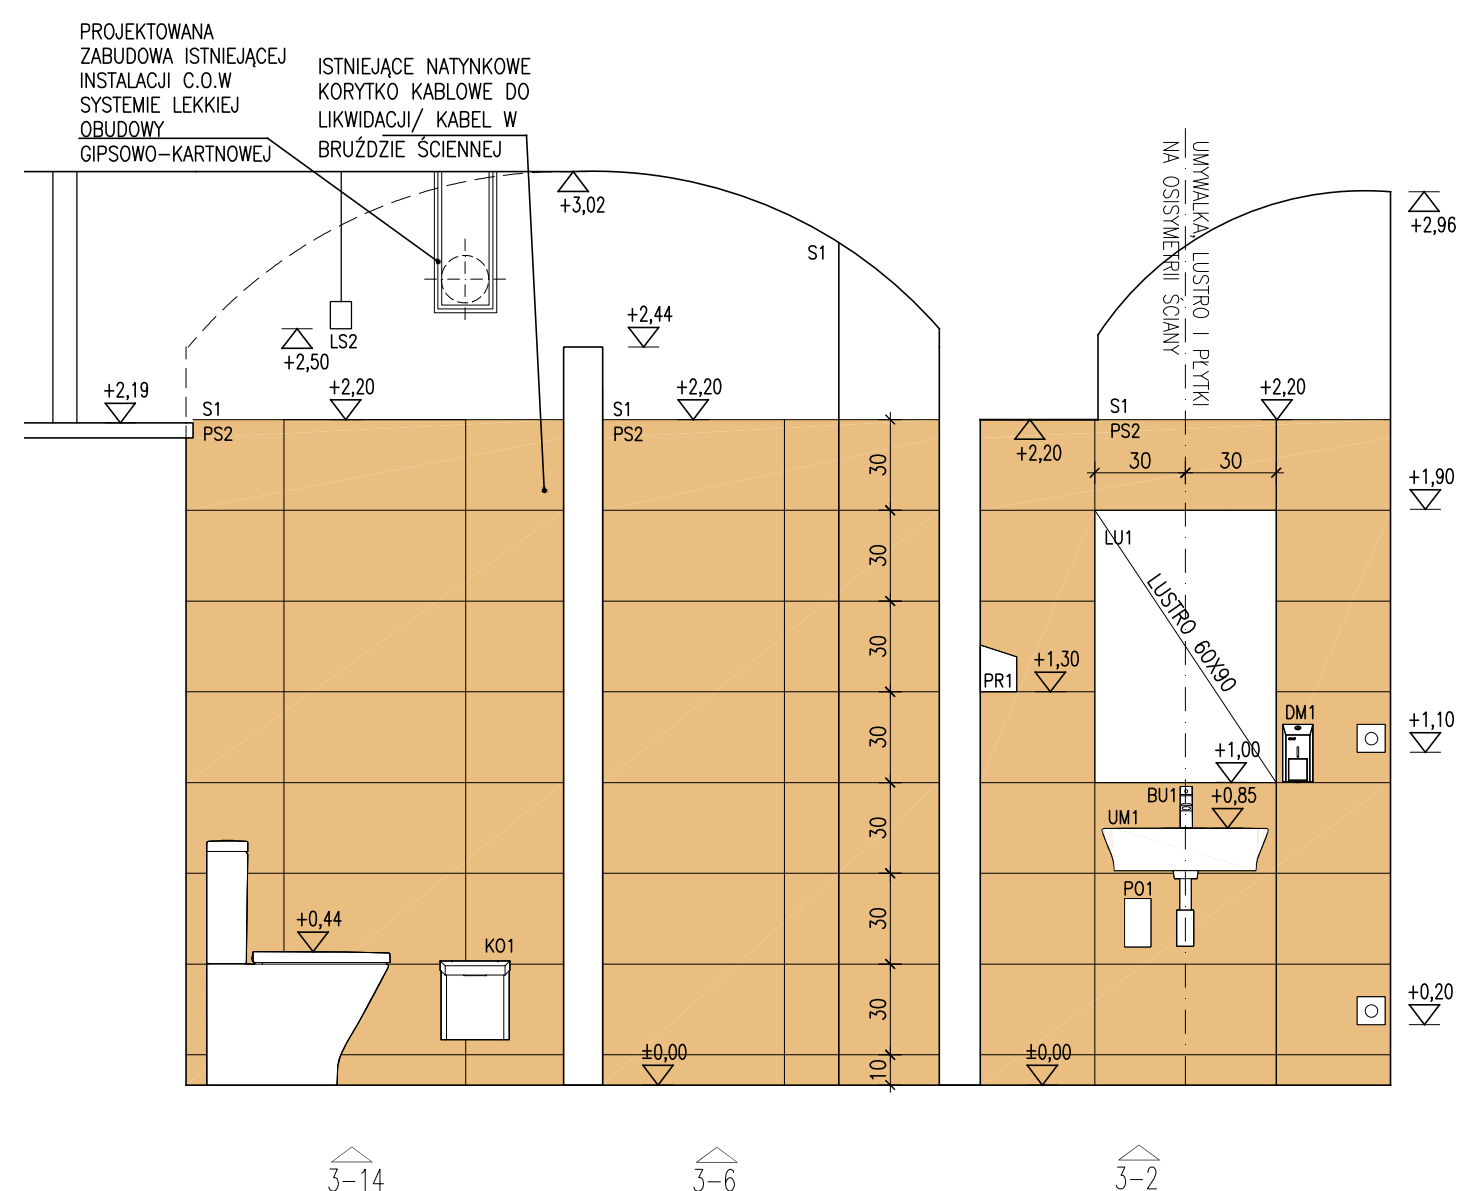 PROJEKTOWANA
ZABUDOWA ISTNIEJĄCEJ
INSTALACJI C.O.W
SYSTEMIE LEKKIEJ
OBUDOWY
GIPSOWO-KARTNOWEJ
ISTNIEJĄCE NATYNKOWE
KORYTKO KABLOWE DO
LIKWIDACJI/ KABEL W
BRUŹDZIE ŚCIENNEJ
UMYWALKA, LUSTRO I PŁYTKI
NA OSISYMETRII ŚCIANY
+3,02
+2,96
S1
+2,44
LS2
+2,50
+2,19
+2,20
+2,20
+2,20
S1
PS2
S1
PS2
S1
PS2
+2,20
30
30
30
+1,90
LU1
30
LUSTRO 60X90
30
+1,30
PR1
DM1
+1,10
30
+1,00
BU1
+0,85
UM1
30
PO1
+0,44
KO1
30
30
+0,20
±0,00
±0,00
10
3-14
3-6
3-2